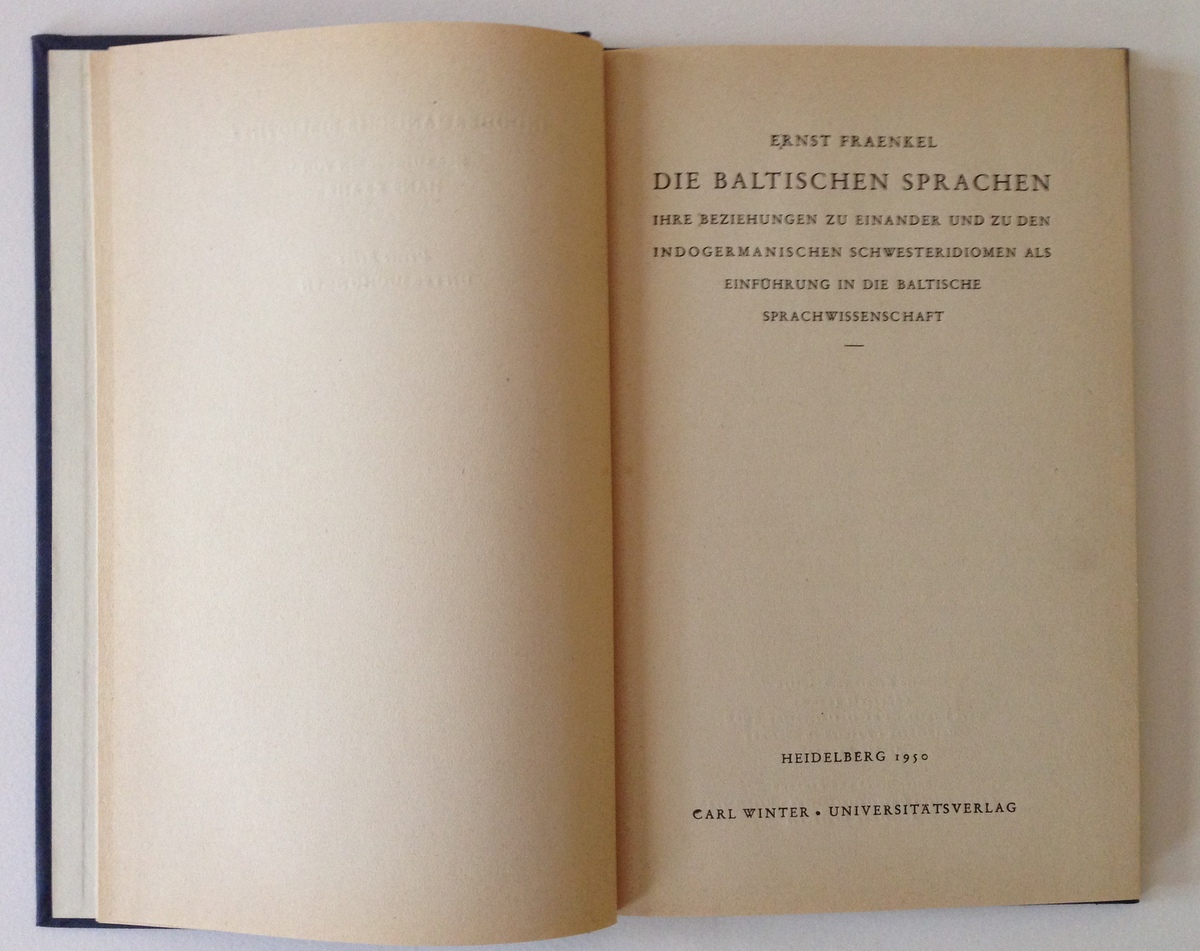 ERNST FRAENKEL
DIE BALTISCHEN SPRACHEN
IHRE BEZIEHUNGEN ZU EINANDER UND ZU DEN
INDOGERMANISCHEN SCHWESTERIDIOMEN ALS
EINFÜHRUNG IN DIE BALTISCHE
SPRACHWISSENSCHAFT
HEIDELBERG 1950
CARL WINTER • UNIVERSITÄTSVERLAG